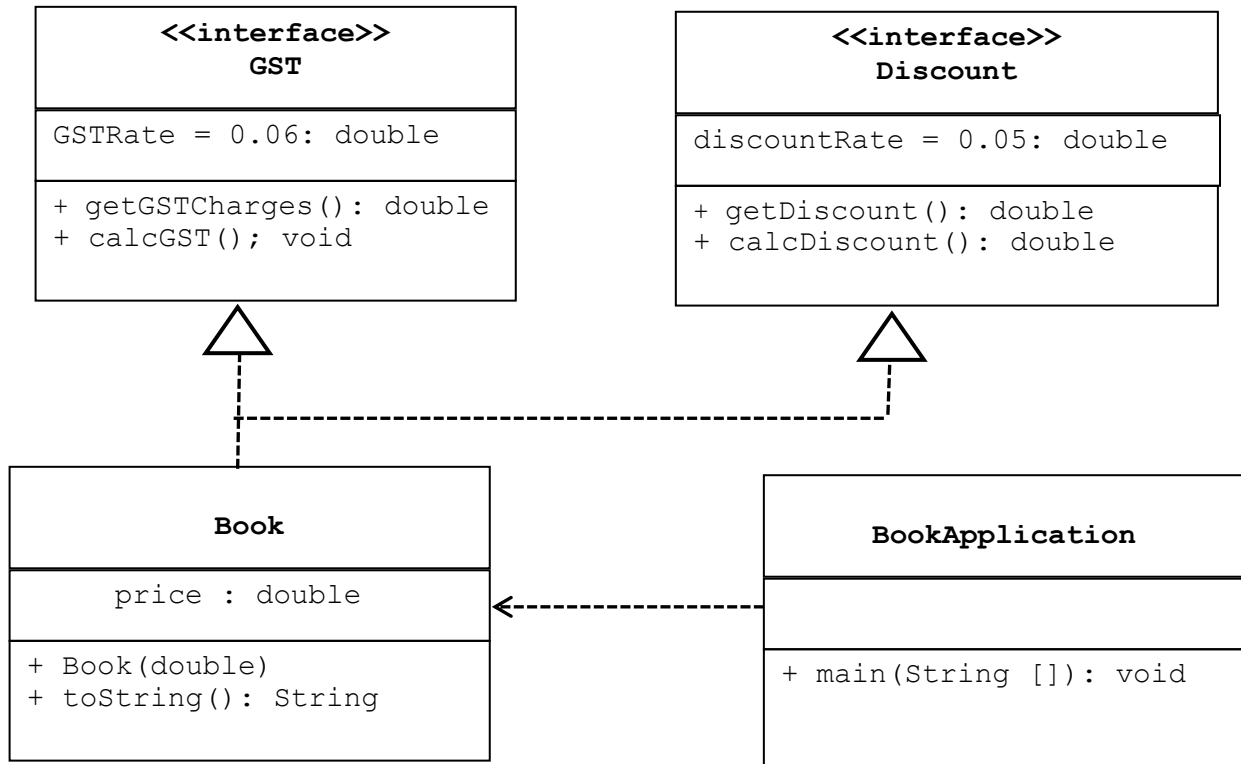 <<interface>>
GST
GSTRate = 0.06: double
+ getGSTCharges(): double
+ calcGST(); void
<<interface>>
Discount
discountRate = 0.05: double
+ getDiscount(): double
+ calcDiscount(): double
Book
price : double
+ Book(double)
+ toString(): String
BookApplication
+ main(String []): void